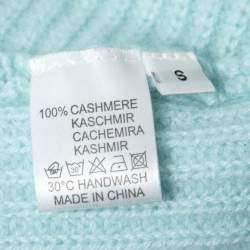 S
100% CASHMERE
KASCHMIR
CACHEMIRA
KASHMIR
30°C HANDWASH
MADE IN CHINA